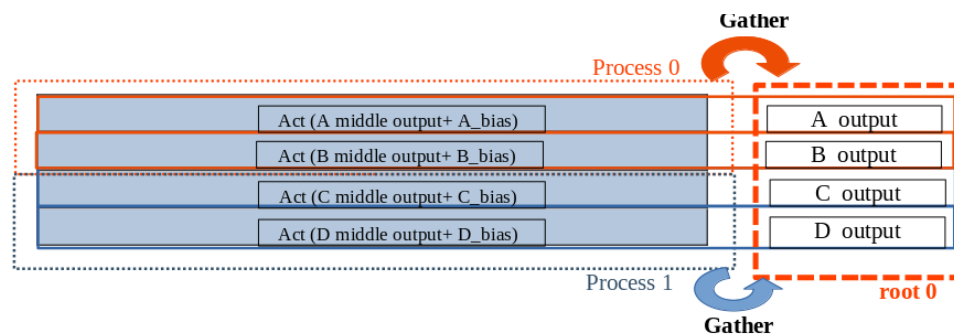 Gather
Process 0
Act (A middle output+ A_bias)
A output
Act (B middle output+ B_bias)
B output
Act (C middle output+ C_bias)
C output
Act (D middle output+ D_bias)
D output
Process 1
root 0
Gather